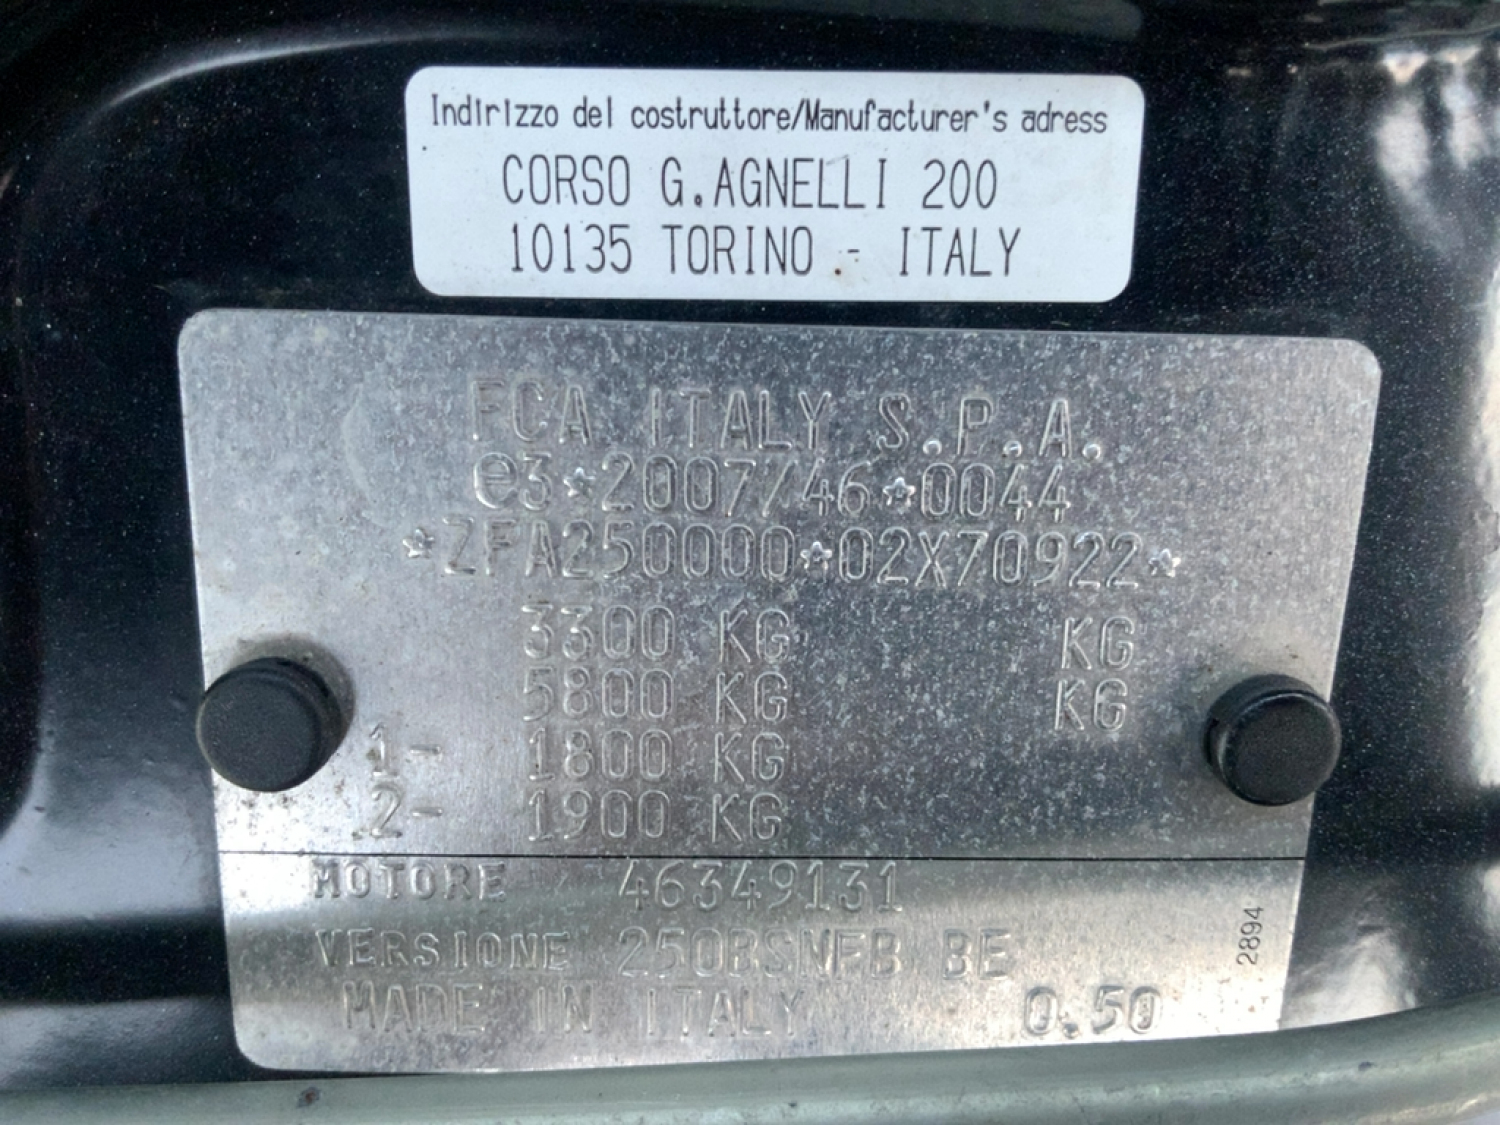 Indirizzo del costruttore/Manufacturer's adress
CORSO G.AGNELLI 200
10135 TORINO - ITALY
FCA ITALY S.P.A.
e3*2007/46*0044
*ZFA250000*02X70922*
3300 KG KG
5800 KG KG
1- 1800 KG
2- 1900 KG
MOTORE 46349131
VERSIONE 250BSNFB BE
MADE IN ITALY 0.50
2894